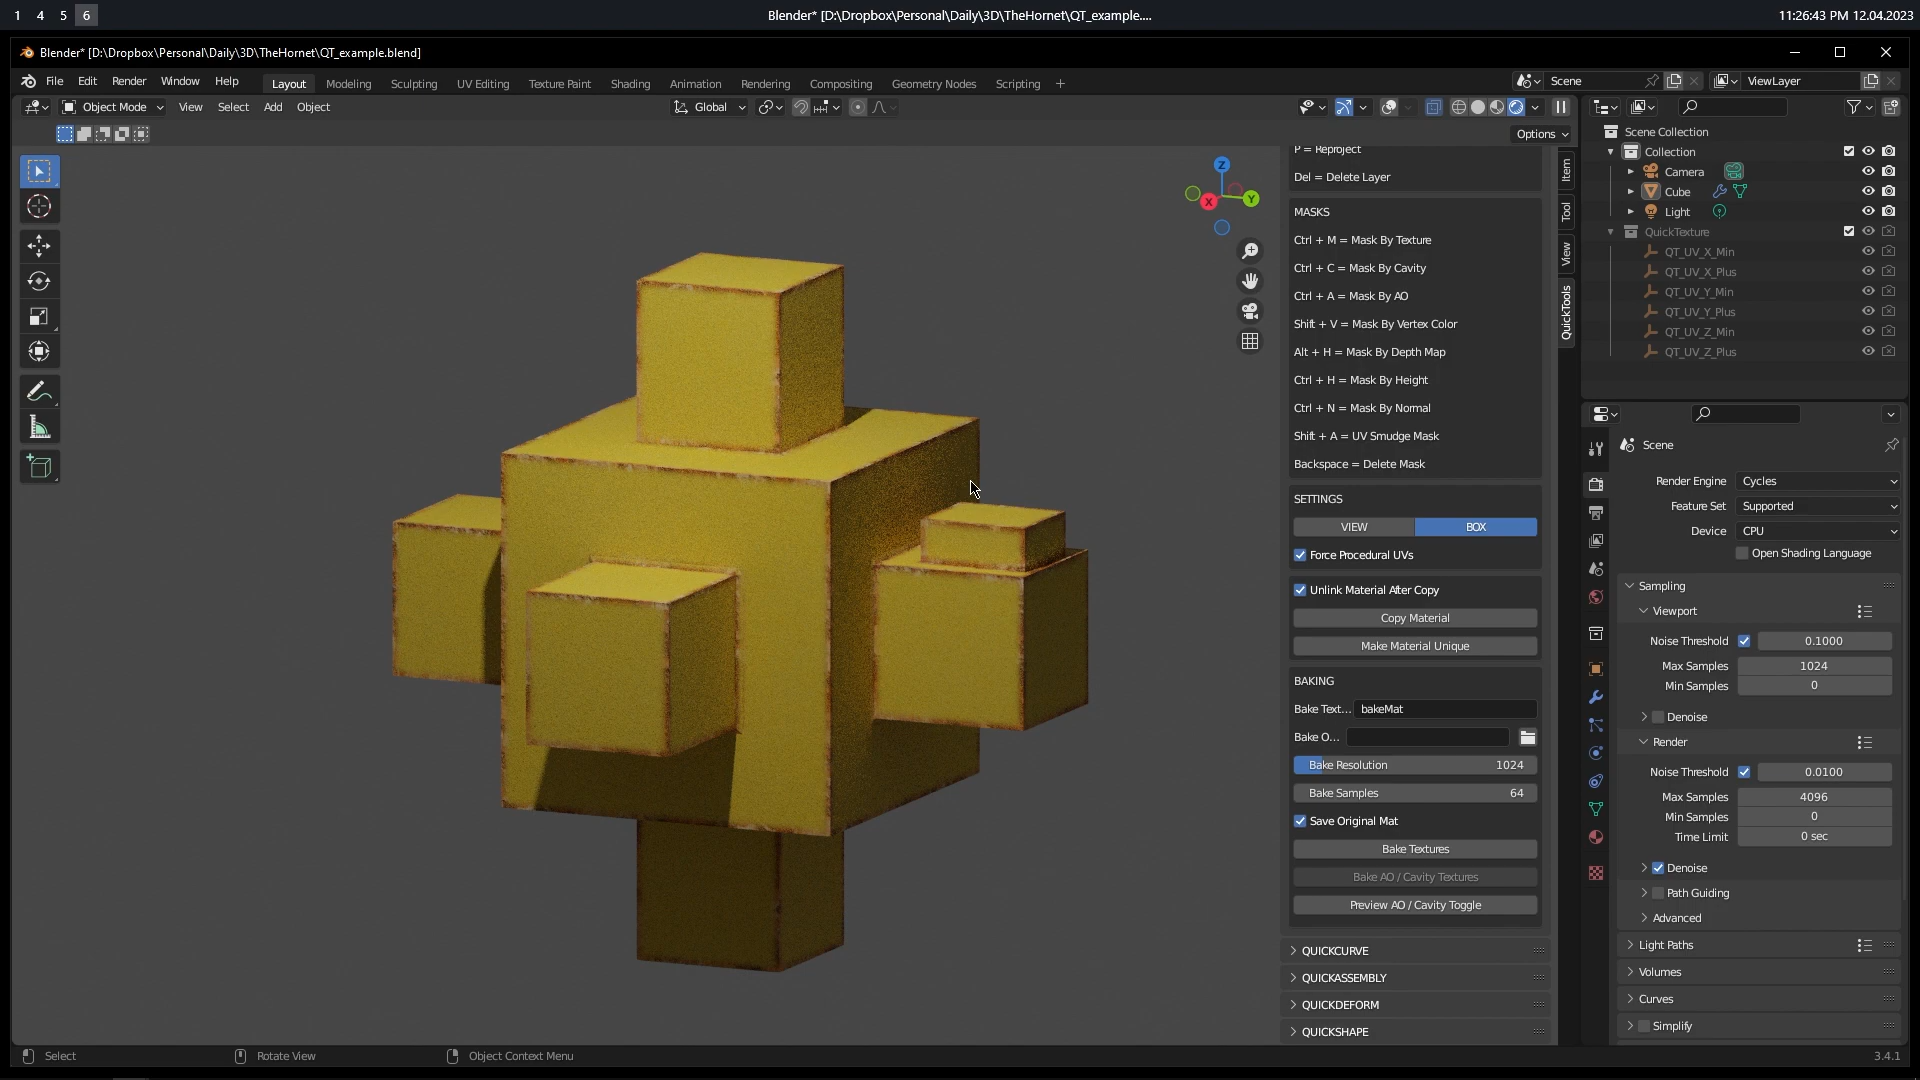 1 4 5 6
Blender* [D:\Dropbox\Personal\Daily\3D\TheHornet\QT_example....
11:26:43 PM 12.04.2023
Blender* [D:\Dropbox\Personal\Daily\3D\TheHornet\QT_example.blend]
File Edit Render Window Help
Layout Modeling Sculpting UV Editing Texture Paint Shading Animation Rendering Compositing Geometry Nodes Scripting +
Scene
ViewLayer
Object Mode View Select Add Object
Global
Options
Z
X
Y
P = Reproject
Del = Delete Layer
MASKS
Ctrl + M = Mask By Texture
Ctrl + C = Mask By Cavity
Ctrl + A = Mask By AO
Shift + V = Mask By Vertex Color
Alt + H = Mask By Depth Map
Ctrl + H = Mask By Height
Ctrl + N = Mask By Normal
Shift + A = UV Smudge Mask
Backspace = Delete Mask
SETTINGS
VIEW BOX
Force Procedural UVs
Unlink Material After Copy
Copy Material
Make Material Unique
BAKING
Bake Text... bakeMat
Bake O...
Bake Resolution 1024
Bake Samples 64
Save Original Mat
Bake Textures
Bake AO / Cavity Textures
Preview AO / Cavity Toggle
QUICKCURVE
QUICKASSEMBLY
QUICKDEFORM
QUICKSHAPE
Item
Tool
View
QuickTools
Scene Collection
Collection
Camera
Cube
Light
QuickTexture
QT_UV_X_Min
QT_UV_X_Plus
QT_UV_Y_Min
QT_UV_Y_Plus
QT_UV_Z_Min
QT_UV_Z_Plus
Scene
Render Engine Cycles
Feature Set Supported
Device CPU
Open Shading Language
Sampling
Viewport
Noise Threshold 0.1000
Max Samples 1024
Min Samples 0
Denoise
Render
Noise Threshold 0.0100
Max Samples 4096
Min Samples 0
Time Limit 0 sec
Denoise
Path Guiding
Advanced
Light Paths
Volumes
Curves
Simplify
Select
Rotate View
Object Context Menu
3.4.1